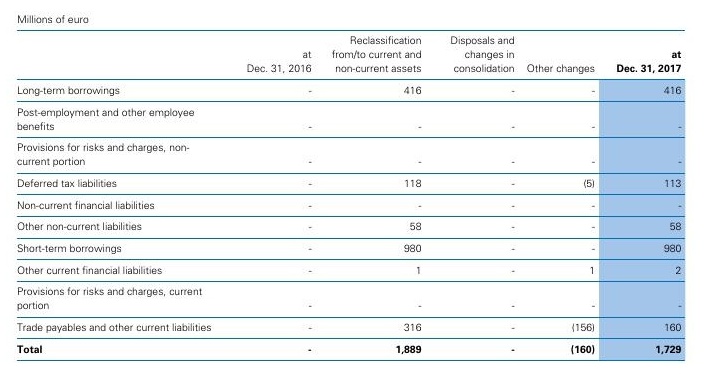 Millions of euro
at Dec. 31, 2016 Reclassification from/to current and non-current assets Disposals and changes in consolidation Other changes at Dec. 31, 2017
Long-term borrowings - 416 - - 416
Post-employment and other employee
benefits - - - - -
Provisions for risks and charges, non-
current portion - - - - -
Deferred tax liabilities - 118 - (5) 113
Non-current financial liabilities - - - - -
Other non-current liabilities - 58 - - 58
Short-term borrowings - 980 - - 980
Other current financial liabilities - 1 - 1 2
Provisions for risks and charges, current
portion - - - - -
Trade payables and other current liabilities - 316 - (156) 160
Total - 1,889 - (160) 1,729